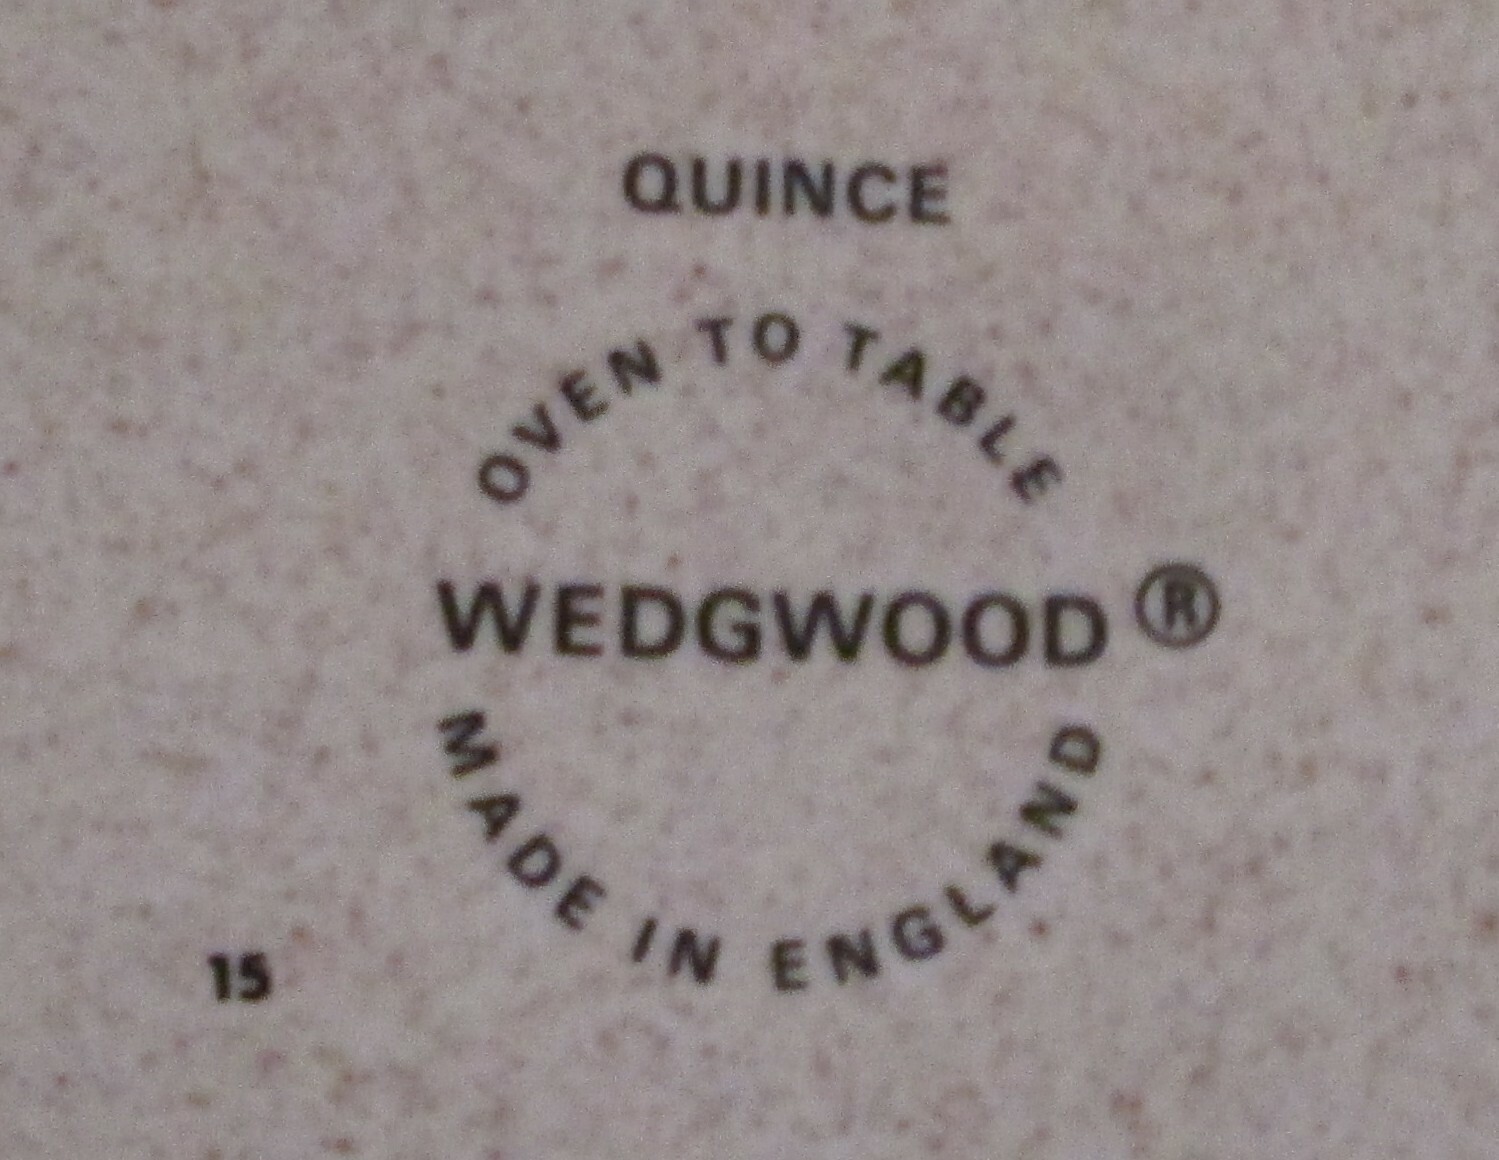 QUINCE
OVEN TO TABLE
WEDGWOOD ®
MADE IN ENGLAND
15